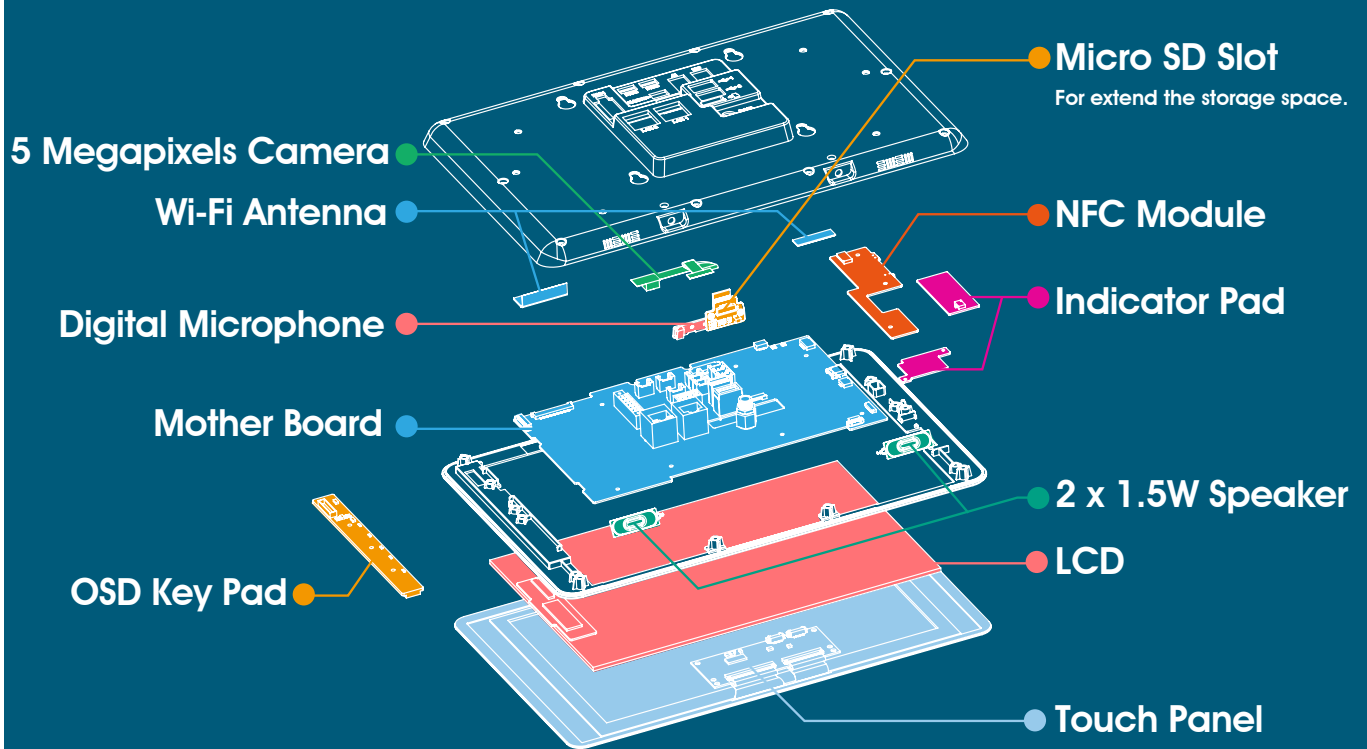 Micro SD Slot
For extend the storage space.
5 Megapixels Camera
Wi-Fi Antenna
NFC Module
Indicator Pad
Digital Microphone
Mother Board
2 x 1.5W Speaker
LCD
OSD Key Pad
Touch Panel